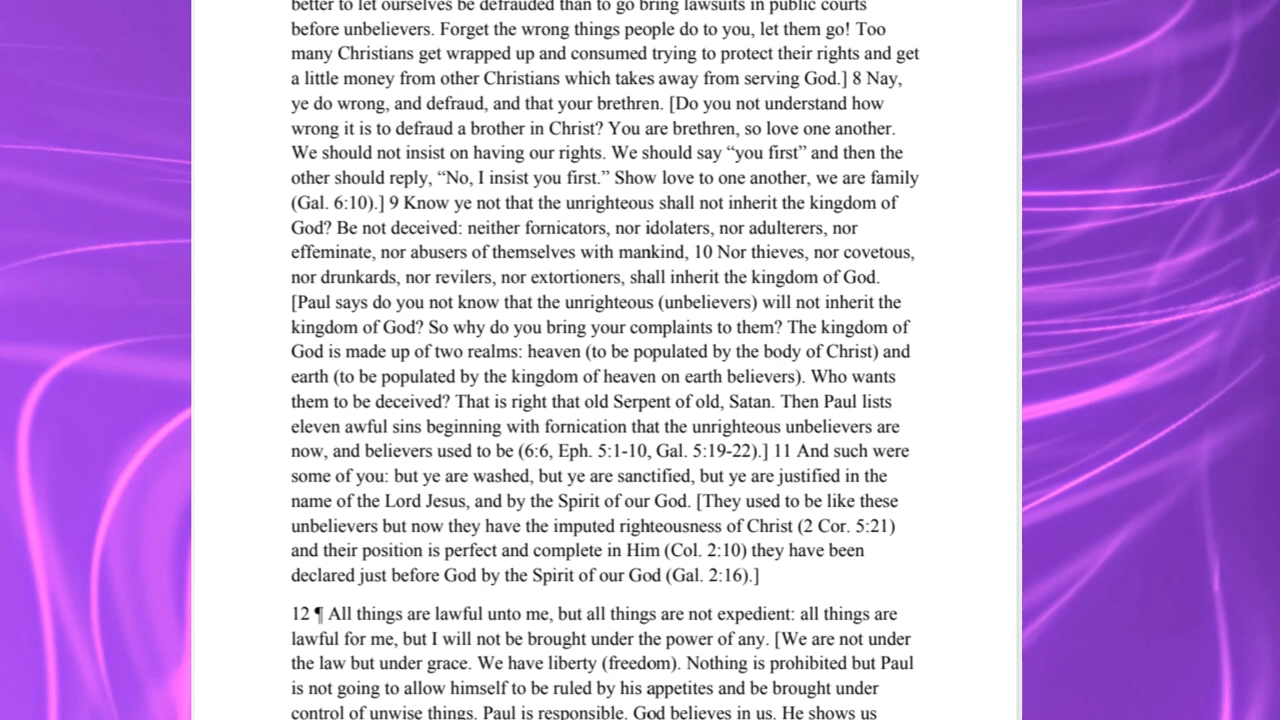 better to let ourselves be defrauded than to go bring lawsuits in public courts
before unbelievers. Forget the wrong things people do to you, let them go! Too
many Christians get wrapped up and consumed trying to protect their rights and get
a little money from other Christians which takes away from serving God.] 8 Nay,
ye do wrong, and defraud, and that your brethren. [Do you not understand how
wrong it is to defraud a brother in Christ? You are brethren, so love one another.
We should not insist on having our rights. We should say “you first” and then the
other should reply, “No, I insist you first.” Show love to one another, we are family
(Gal. 6:10).] 9 Know ye not that the unrighteous shall not inherit the kingdom of
God? Be not deceived: neither fornicators, nor idolaters, nor adulterers, nor
effeminate, nor abusers of themselves with mankind, 10 Nor thieves, nor covetous,
nor drunkards, nor revilers, nor extortioners, shall inherit the kingdom of God.
[Paul says do you not know that the unrighteous (unbelievers) will not inherit the
kingdom of God? So why do you bring your complaints to them? The kingdom of
God is made up of two realms: heaven (to be populated by the body of Christ) and
earth (to be populated by the kingdom of heaven on earth believers). Who wants
them to be deceived? That is right that old Serpent of old, Satan. Then Paul lists
eleven awful sins beginning with fornication that the unrighteous unbelievers are
now, and believers used to be (6:6, Eph. 5:1-10, Gal. 5:19-22).] 11 And such were
some of you: but ye are washed, but ye are sanctified, but ye are justified in the
name of the Lord Jesus, and by the Spirit of our God. [They used to be like these
unbelievers but now they have the imputed righteousness of Christ (2 Cor. 5:21)
and their position is perfect and complete in Him (Col. 2:10) they have been
declared just before God by the Spirit of our God (Gal. 2:16).]
12 ¶ All things are lawful unto me, but all things are not expedient: all things are
lawful for me, but I will not be brought under the power of any. [We are not under
the law but under grace. We have liberty (freedom). Nothing is prohibited but Paul
is not going to allow himself to be ruled by his appetites and be brought under
control of unwise things. Paul is responsible. God believes in us. He shows us